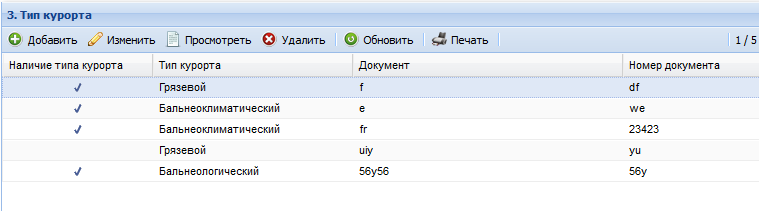 3. Тип курорта
Добавить Изменить Просмотреть Удалить Обновить Печать 1 / 5
Наличие типа курорта Тип курорта Документ Номер документа
Грязевой f df
Бальнеоклиматический e we
Бальнеоклиматический fr 23423
Грязевой uiy yu
Бальнеологический 56y56 56y